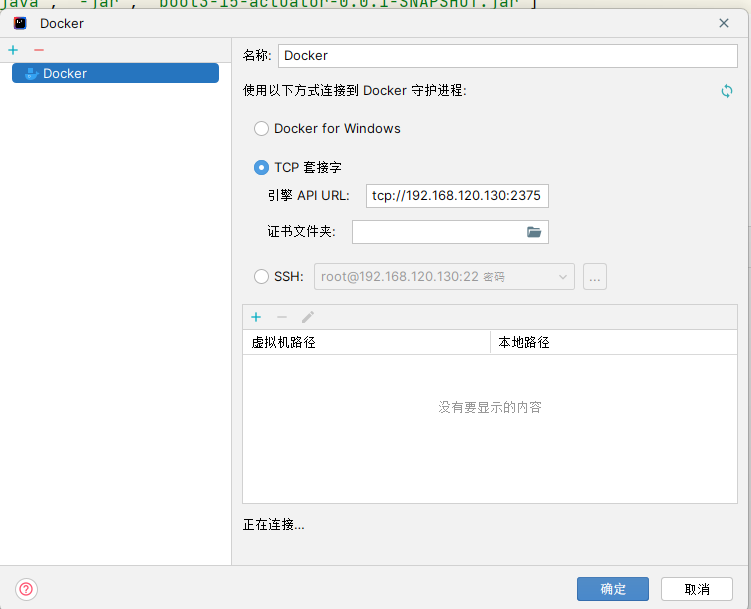 java", "-jar", "boot3-15-actuator-0.0.1-SNAPSHOT.jar"]
Docker
Docker
名称: Docker
使用以下方式连接到 Docker 守护进程:
Docker for Windows
TCP 套接字
引擎 API URL: tcp://192.168.120.130:2375
证书文件夹:
SSH: root@192.168.120.130:22 密码 ...
虚拟机路径 本地路径
没有要显示的内容
正在连接...
? 确定 取消